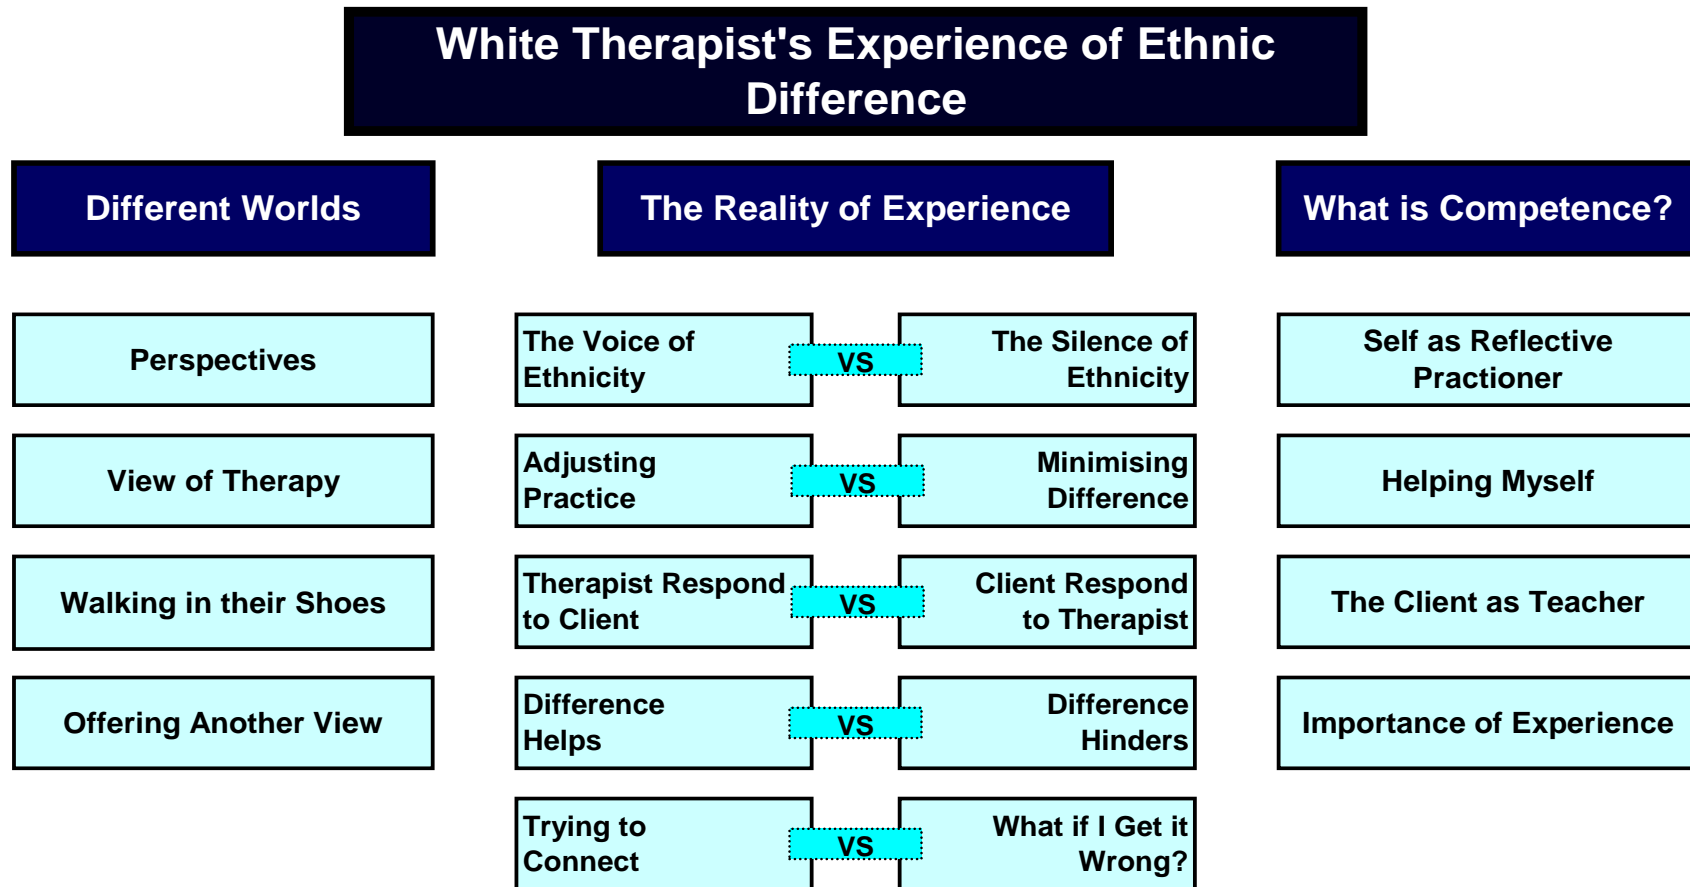 White Therapist's Experience of Ethnic
Difference
Different Worlds
The Reality of Experience
What is Competence?
Perspectives
View of Therapy
Walking in their Shoes
Offering Another View
The Voice of
Ethnicity
VS
The Silence of
Ethnicity
Adjusting
Practice
VS
Minimising
Difference
Therapist Respond
to Client
VS
Client Respond
to Therapist
Difference
Helps
VS
Difference
Hinders
Trying to
Connect
VS
What if I Get it
Wrong?
Self as Reflective
Practioner
Helping Myself
The Client as Teacher
Importance of Experience